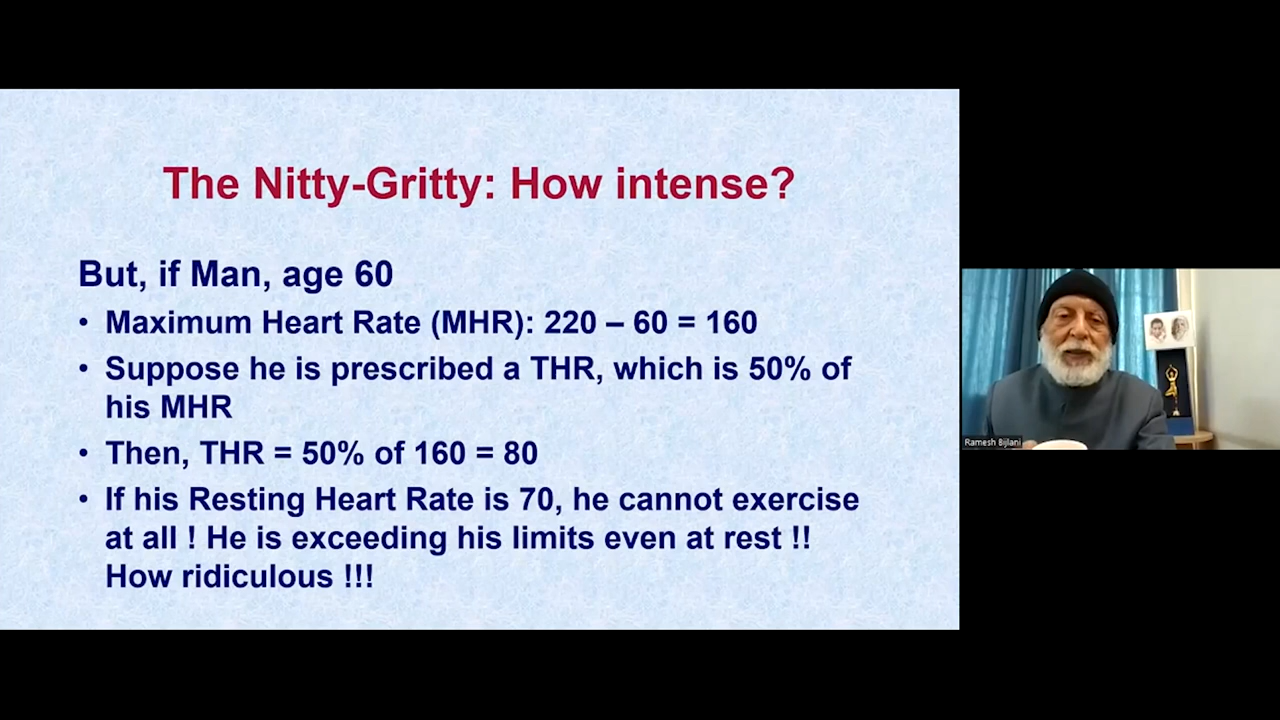 The Nitty-Gritty: How intense?
But, if Man, age 60
• Maximum Heart Rate (MHR): 220 – 60 = 160
• Suppose he is prescribed a THR, which is 50% of
his MHR
• Then, THR = 50% of 160 = 80
• If his Resting Heart Rate is 70, he cannot exercise
at all ! He is exceeding his limits even at rest !!
How ridiculous !!!
Ramesh Bijlani